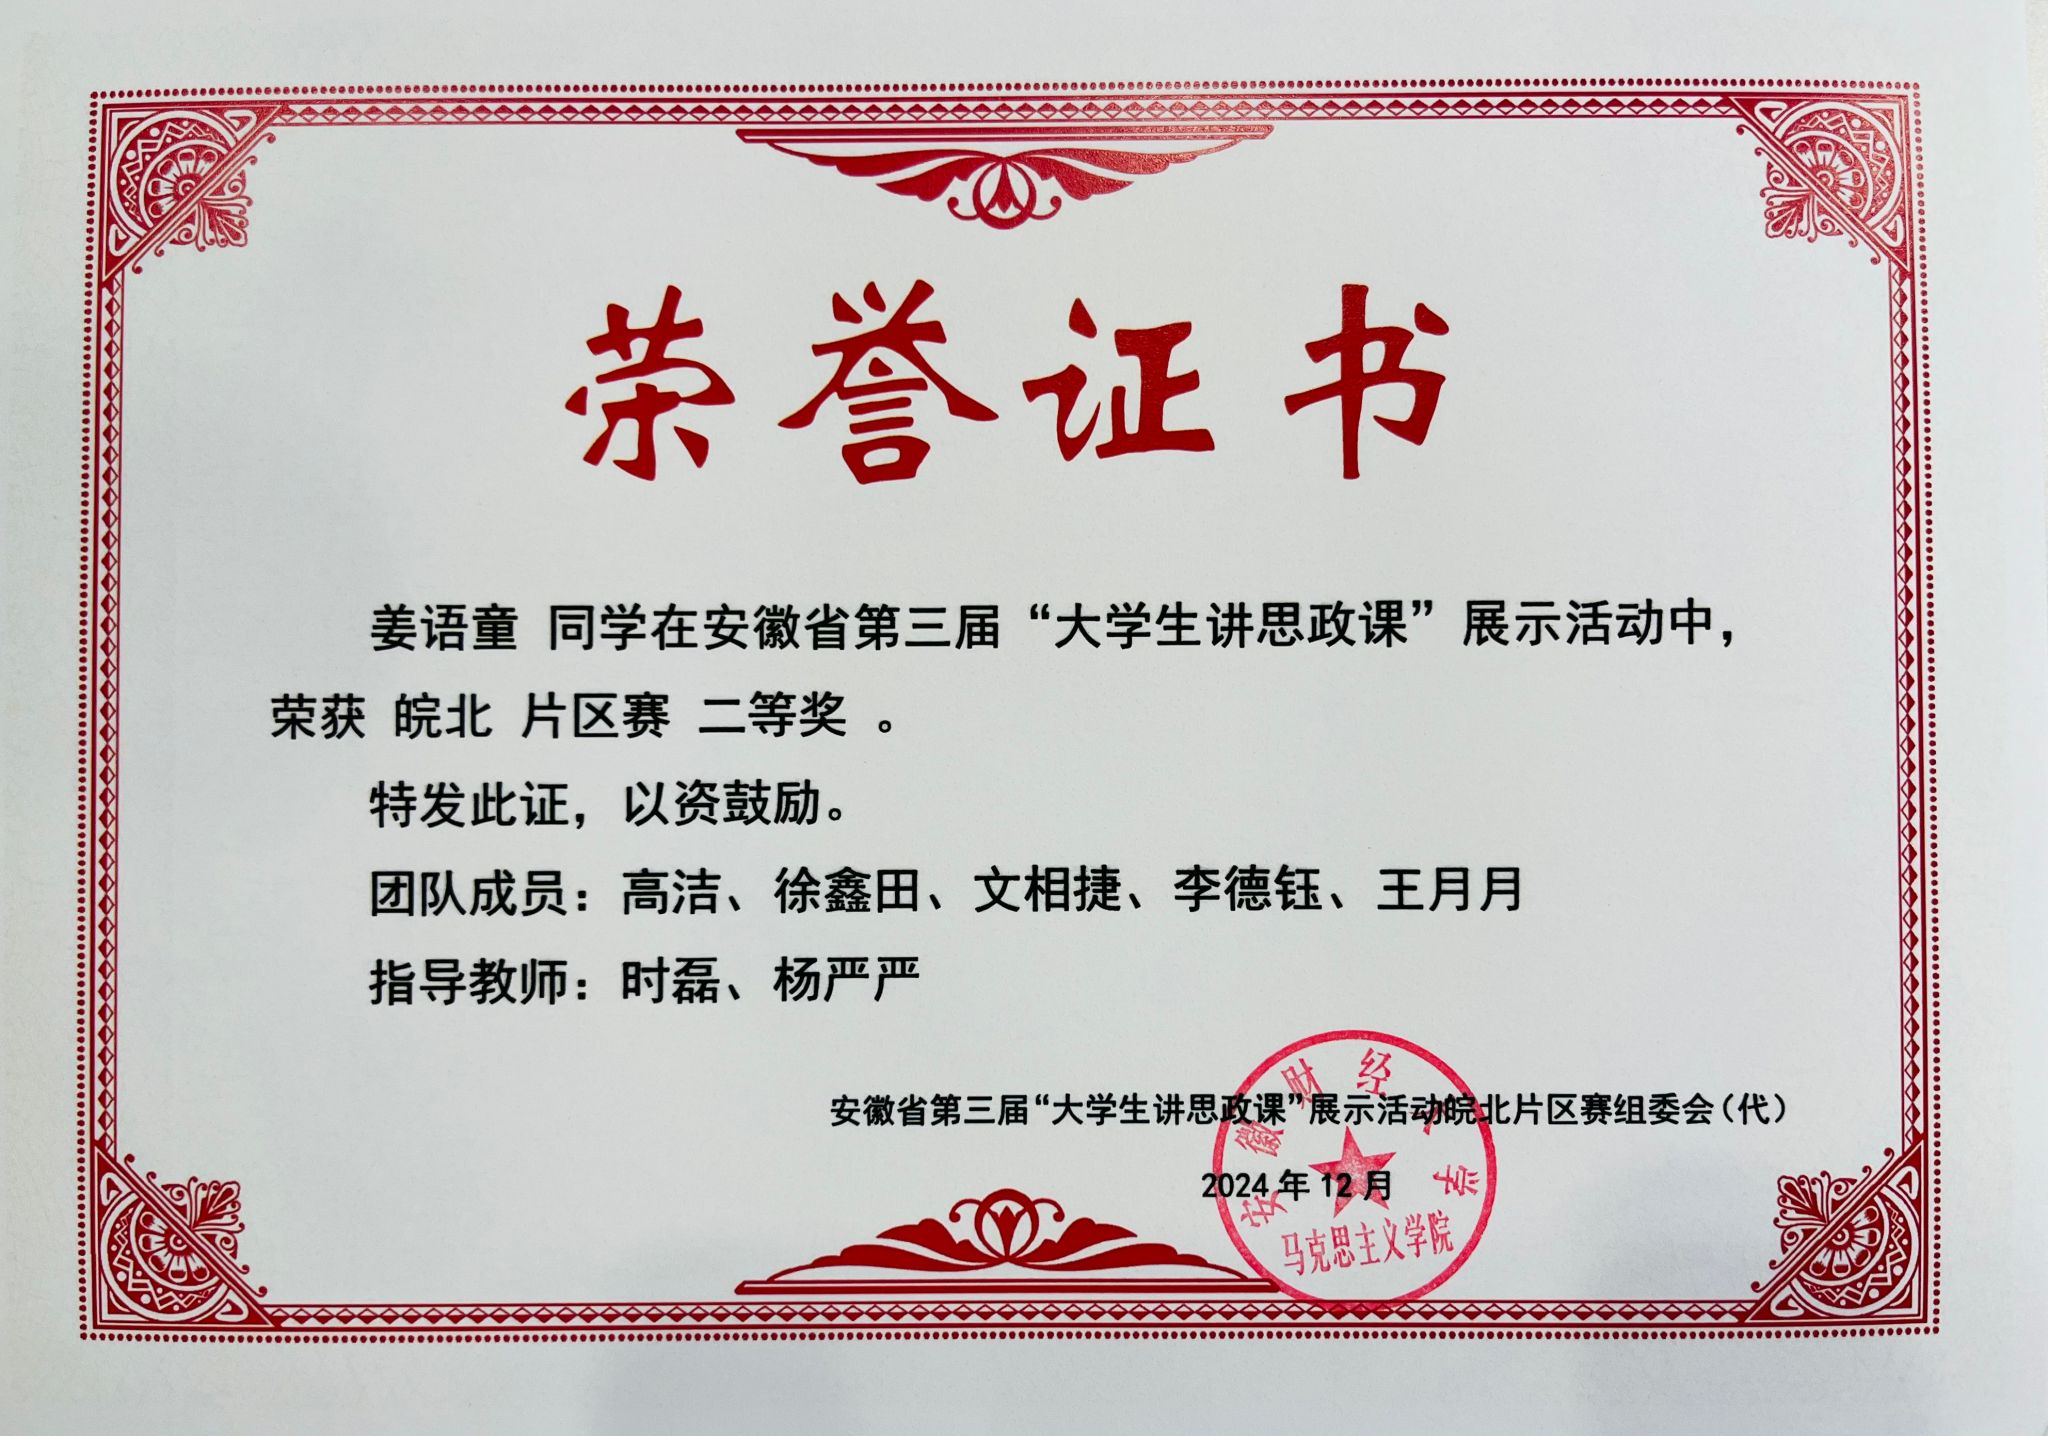 荣誉证书
姜语童 同学在安徽省第三届“大学生讲思政课”展示活动中，
荣获 皖北 片区赛 二等奖 。
特发此证，以资鼓励。
团队成员：高洁、徐鑫田、文相捷、李德钰、王月月
指导教师：时磊、杨严严
安徽省第三届“大学生讲思政课”展示活动皖北片区赛组委会（代）
2024年12月
安徽财经大学
马克思主义学院